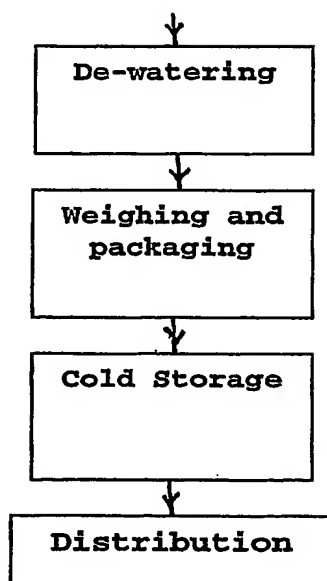 De-watering
Weighing and
packaging
Cold Storage
Distribution